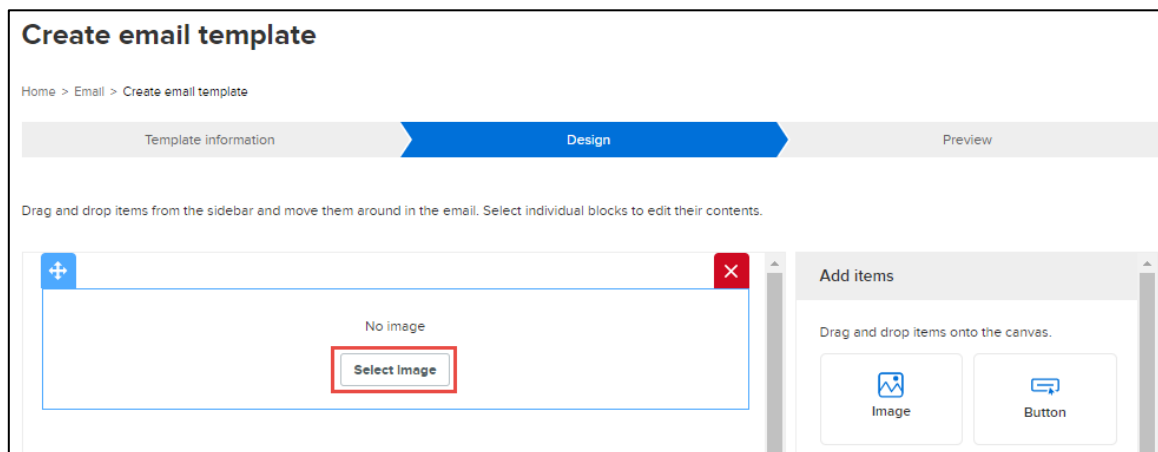 Create email template
Home > Email > Create email template
Template information
Design
Preview
Drag and drop items from the sidebar and move them around in the email. Select individual blocks to edit their contents.
No image
Select Image
Add items
Drag and drop items onto the canvas.
Image
Button